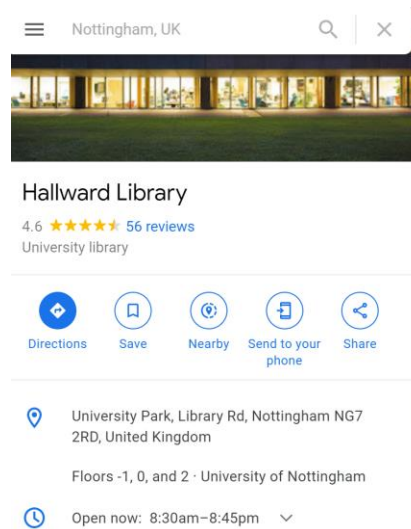 Nottingham, UK
Hallward Library
4.6 56 reviews
University library
Directions
Save
Nearby
Send to your
phone
Share
University Park, Library Rd, Nottingham NG7
2RD, United Kingdom
Floors -1, 0, and 2 · University of Nottingham
Open now: 8:30am–8:45pm